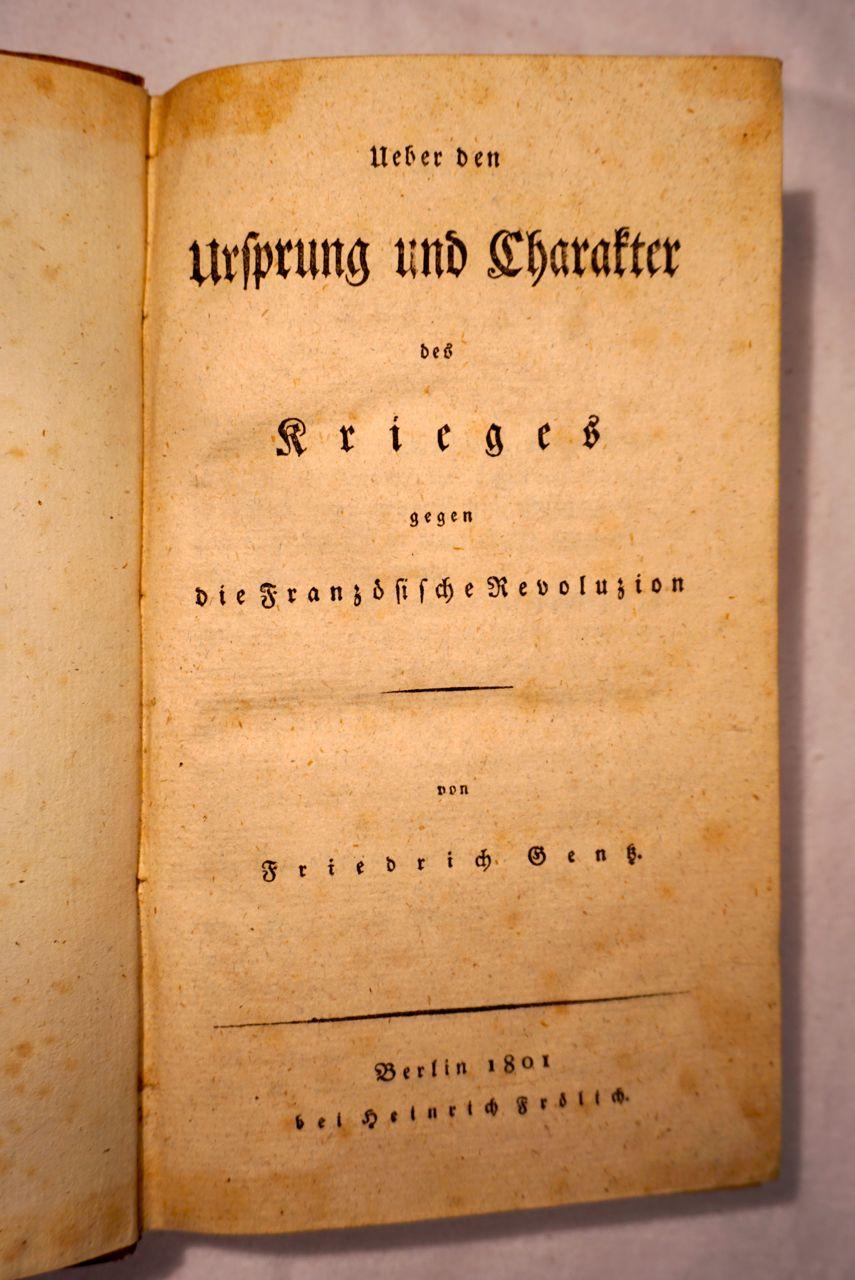 Ueber den
Ursprung und Charakter
des
Krieges
gegen
die Französische Revoluzion
von
Friedrich Gentz.
Berlin 1801
bei Heinrich Frölich.